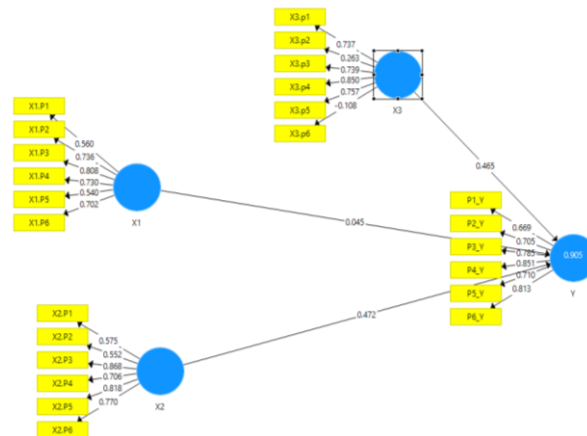 X3.p1
X3.p2
X3.p3
X3.p4
X3.p5
X3.p6
0.737
0.263
0.739
0.850
0.757
-0.108
X3
X1.P1
X1.P2
X1.P3
X1.P4
X1.P5
X1.P6
0.560
0.736
0.808
0.730
0.540
0.702
X1
0.465
0.045
0.472
P1_Y
P2_Y
P3_Y
P4_Y
P5_Y
P6_Y
0.669
0.705
0.785
0.851
0.710
0.813
0.905
Y
X2.P1
X2.P2
X2.P3
X2.P4
X2.P5
X2.P6
0.575
0.552
0.868
0.706
0.818
0.770
X2